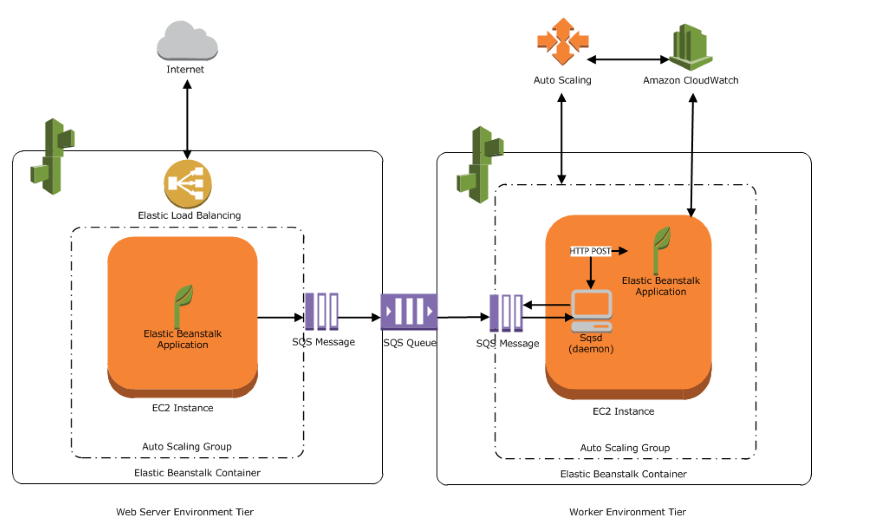 Internet
Auto Scaling
Amazon CloudWatch
Elastic Load Balancing
HTTP POST
Elastic Beanstalk
Application
Elastic Beanstalk
Application
SQS Message
SQS Queue
SQS Message
Sqsd
(daemon)
EC2 Instance
EC2 Instance
Auto Scaling Group
Auto Scaling Group
Elastic Beanstalk Container
Elastic Beanstalk Container
Web Server Environment Tier
Worker Environment Tier